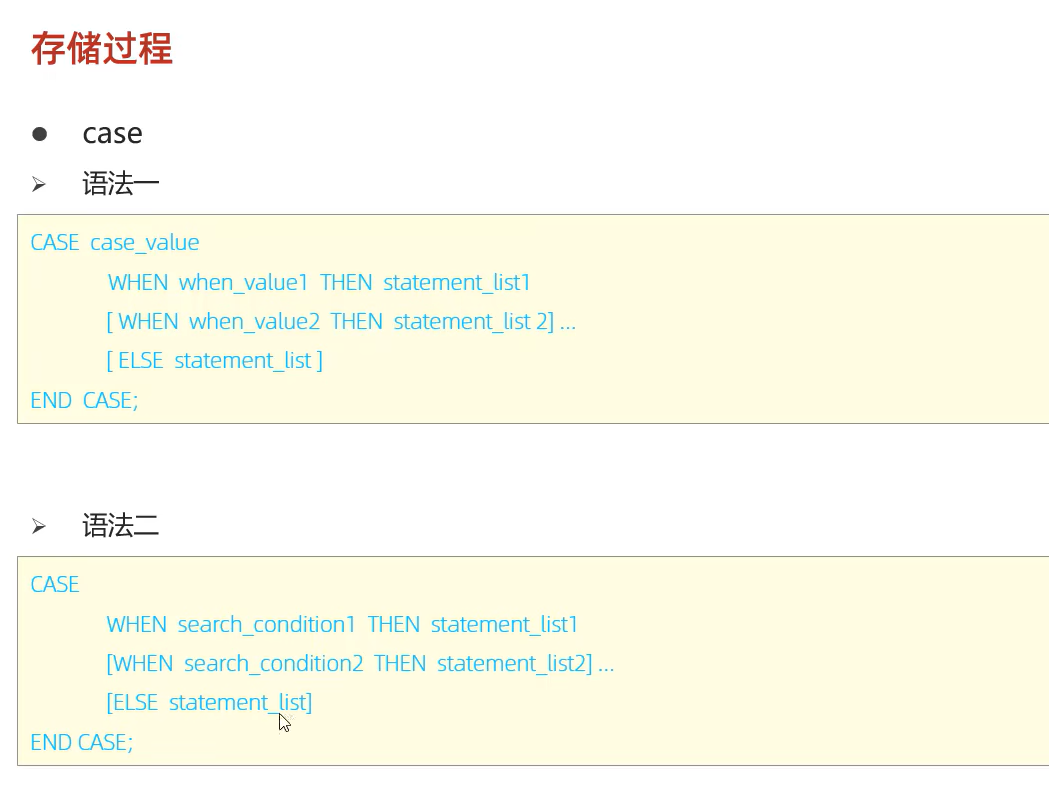 存储过程
case
语法一
CASE case_value
WHEN when_value1 THEN statement_list1
[ WHEN when_value2 THEN statement_list 2] ...
[ ELSE statement_list ]
END CASE;
语法二
CASE
WHEN search_condition1 THEN statement_list1
[WHEN search_condition2 THEN statement_list2] ...
[ELSE statement_list]
END CASE;